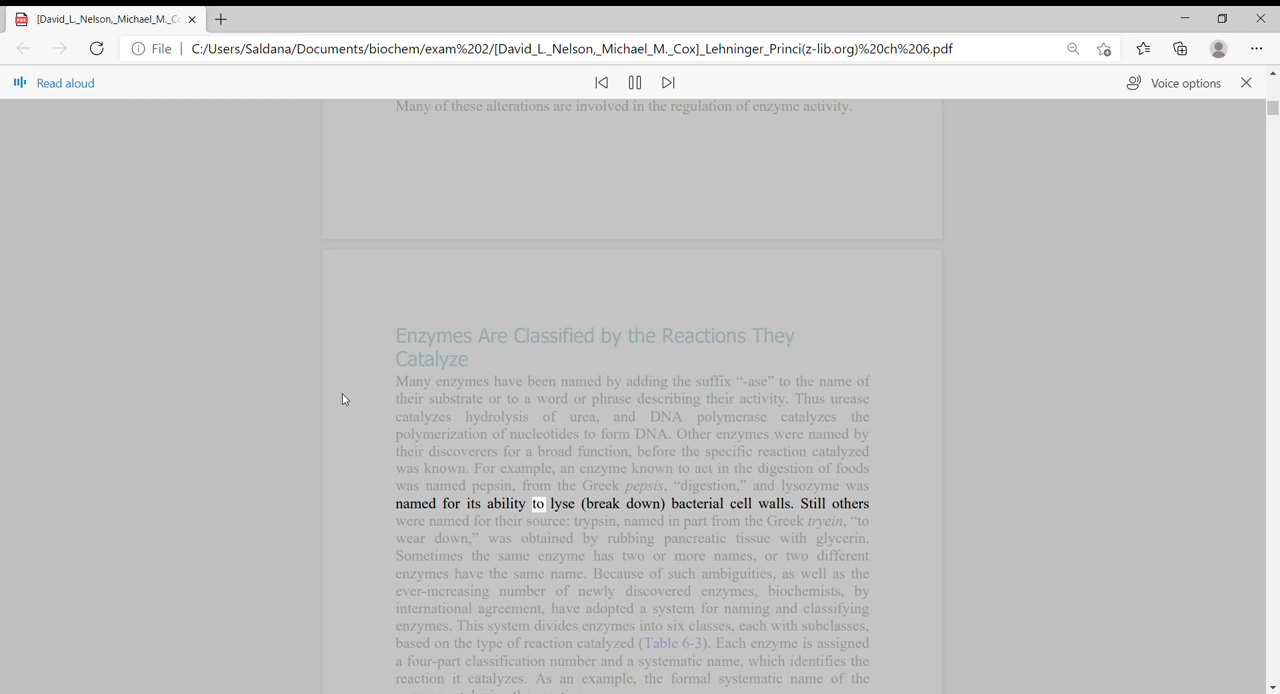 [David_L._Nelson,_Michael_M._C
File | C:/Users/Saldana/Documents/biochem/exam%202/[David_L._Nelson,_Michael_M._Cox]_Lehninger_Princi(z-lib.org)%20ch%206.pdf
Read aloud
Voice options
Many of these alterations are involved in the regulation of enzyme activity.
Enzymes Are Classified by the Reactions They
Catalyze
Many enzymes have been named by adding the suffix “-ase” to the name of
their substrate or to a word or phrase describing their activity. Thus urease
catalyzes hydrolysis of urea, and DNA polymerase catalyzes the
polymerization of nucleotides to form DNA. Other enzymes were named by
their discoverers for a broad function, before the specific reaction catalyzed
was known. For example, an enzyme known to act in the digestion of foods
was named pepsin, from the Greek pepsis, “digestion,” and lysozyme was
named for its ability to lyse (break down) bacterial cell walls. Still others
were named for their source: trypsin, named in part from the Greek tryein, “to
wear down,” was obtained by rubbing pancreatic tissue with glycerin.
Sometimes the same enzyme has two or more names, or two different
enzymes have the same name. Because of such ambiguities, as well as the
ever-increasing number of newly discovered enzymes, biochemists, by
international agreement, have adopted a system for naming and classifying
enzymes. This system divides enzymes into six classes, each with subclasses,
based on the type of reaction catalyzed (Table 6-3). Each enzyme is assigned
a four-part classification number and a systematic name, which identifies the
reaction it catalyzes. As an example, the formal systematic name of the